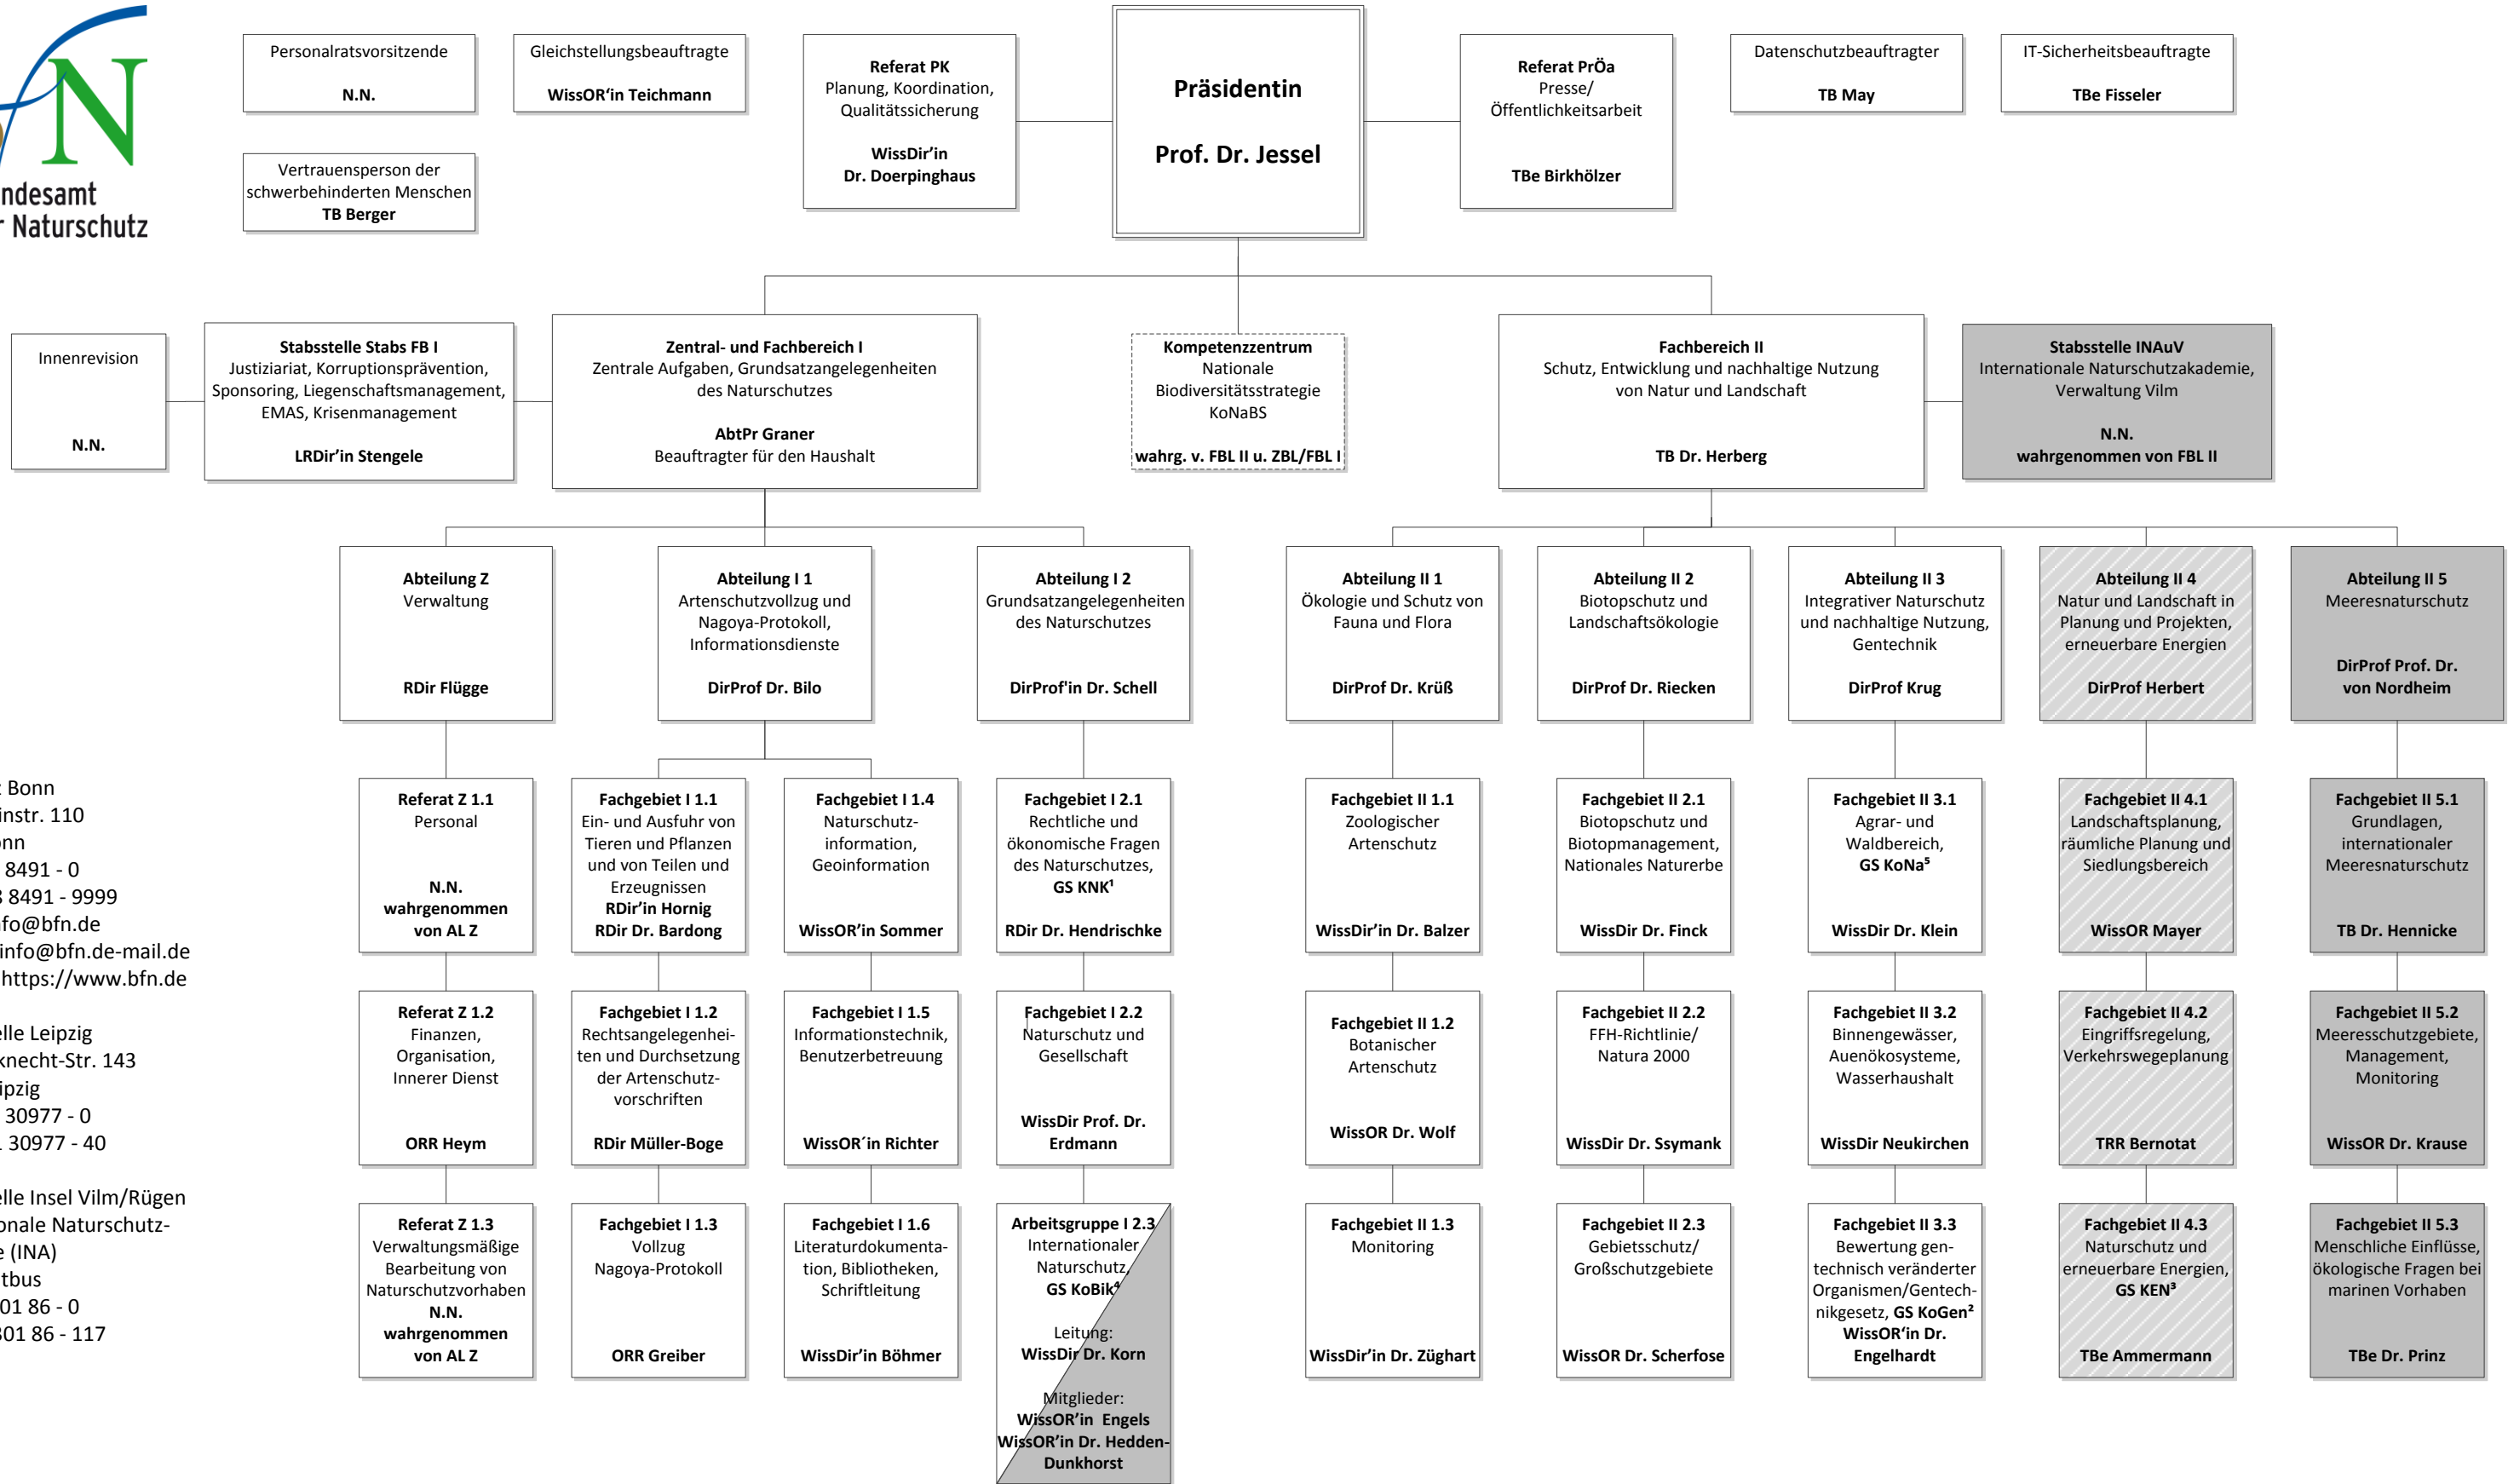 N
ndesamt
r Naturschutz
Personalratsvorsitzende
N.N.
Gleichstellungsbeauftragte
WissOR‘in Teichmann
Vertrauensperson der
schwerbehinderten Menschen
TB Berger
Referat PK
Planung, Koordination,
Qualitätssicherung
WissDir’in
Dr. Doerpinghaus
Präsidentin
Prof. Dr. Jessel
Referat PrÖa
Presse/
Öffentlichkeitsarbeit
TBe Birkhölzer
Datenschutzbeauftragter
TB May
IT-Sicherheitsbeauftragte
TBe Fisseler
Innenrevision
N.N.
Stabsstelle Stabs FB I
Justiziariat, Korruptionsprävention,
Sponsoring, Liegenschaftsmanagement,
EMAS, Krisenmanagement
LRDir’in Stengele
Zentral- und Fachbereich I
Zentrale Aufgaben, Grundsatzangelegenheiten
des Naturschutzes
AbtPr Graner
Beauftragter für den Haushalt
Kompetenzzentrum
Nationale
Biodiversitätsstrategie
KoNaBS
wahrg. v. FBL II u. ZBL/FBL I
Fachbereich II
Schutz, Entwicklung und nachhaltige Nutzung
von Natur und Landschaft
TB Dr. Herberg
Stabsstelle INAuV
Internationale Naturschutzakademie,
Verwaltung Vilm
N.N.
wahrgenommen von FBL II
Abteilung Z
Verwaltung
RDir Flügge
Abteilung I 1
Artenschutzvollzug und
Nagoya-Protokoll,
Informationsdienste
DirProf Dr. Bilo
Abteilung I 2
Grundsatzangelegenheiten
des Naturschutzes
DirProf'in Dr. Schell
Abteilung II 1
Ökologie und Schutz von
Fauna und Flora
DirProf Dr. Krüß
Abteilung II 2
Biotopschutz und
Landschaftsökologie
DirProf Dr. Riecken
Abteilung II 3
Integrativer Naturschutz
und nachhaltige Nutzung,
Gentechnik
DirProf Krug
Abteilung II 4
Natur und Landschaft in
Planung und Projekten,
erneuerbare Energien
DirProf Herbert
Abteilung II 5
Meeresnaturschutz
DirProf Prof. Dr.
von Nordheim
: Bonn
instr. 110
onn
8491 - 0
8 8491 - 9999
nfo@bfn.de
info@bfn.de-mail.de
https://www.bfn.de
elle Leipzig
knecht-Str. 143
ipzig
30977 - 0
1 30977 - 40
elle Insel Vilm/Rügen
onale Naturschutz-
e (INA)
tbus
01 86 - 0
301 86 - 117
Referat Z 1.1
Personal
N.N.
wahrgenommen
von AL Z
Fachgebiet I 1.1
Ein- und Ausfuhr von
Tieren und Pflanzen
und von Teilen und
Erzeugnissen
RDir’in Hornig
RDir Dr. Bardong
Fachgebiet I 1.4
Naturschutz-
information,
Geoinformation
WissOR’in Sommer
Fachgebiet I 2.1
Rechtliche und
ökonomische Fragen
des Naturschutzes,
GS KNK¹
RDir Dr. Hendrischke
Fachgebiet II 1.1
Zoologischer
Artenschutz
WissDir’in Dr. Balzer
Fachgebiet II 2.1
Biotopschutz und
Biotopmanagement,
Nationales Naturerbe
WissDir Dr. Finck
Fachgebiet II 3.1
Agrar- und
Waldbereich,
GS KoNa⁵
WissDir Dr. Klein
Fachgebiet II 4.1
Landschaftsplanung,
räumliche Planung und
Siedlungsbereich
WissOR Mayer
Fachgebiet II 5.1
Grundlagen,
internationaler
Meeresnaturschutz
TB Dr. Hennicke
Referat Z 1.2
Finanzen,
Organisation,
Innerer Dienst
ORR Heym
Fachgebiet I 1.2
Rechtsangelegenhei-
ten und Durchsetzung
der Artenschutz-
vorschriften
RDir Müller-Boge
Fachgebiet I 1.5
Informationstechnik,
Benutzerbetreuung
WissOR´in Richter
Fachgebiet I 2.2
Naturschutz und
Gesellschaft
WissDir Prof. Dr.
Erdmann
Fachgebiet II 1.2
Botanischer
Artenschutz
WissOR Dr. Wolf
Fachgebiet II 2.2
FFH-Richtlinie/
Natura 2000
WissDir Dr. Ssymank
Fachgebiet II 3.2
Binnengewässer,
Auenökosysteme,
Wasserhaushalt
WissDir Neukirchen
Fachgebiet II 4.2
Eingriffsregelung,
Verkehrswegeplanung
TRR Bernotat
Fachgebiet II 5.2
Meeresschutzgebiete,
Management,
Monitoring
WissOR Dr. Krause
Referat Z 1.3
Verwaltungsmäßige
Bearbeitung von
Naturschutzvorhaben
N.N.
wahrgenommen
von AL Z
Fachgebiet I 1.3
Vollzug
Nagoya-Protokoll
ORR Greiber
Fachgebiet I 1.6
Literaturdokumenta-
tion, Bibliotheken,
Schriftleitung
WissDir’in Böhmer
Arbeitsgruppe I 2.3
Internationaler
Naturschutz,
GS KoBik⁴
Leitung:
WissDir Dr. Korn
Mitglieder:
WissOR’in Engels
WissOR’in Dr. Hedden-
Dunkhorst
Fachgebiet II 1.3
Monitoring
WissDir’in Dr. Züghart
Fachgebiet II 2.3
Gebietsschutz/
Großschutzgebiete
WissOR Dr. Scherfose
Fachgebiet II 3.3
Bewertung gen-
technisch veränderter
Organismen/Gentech-
nikgesetz, GS KoGen²
WissOR‘in Dr.
Engelhardt
Fachgebiet II 4.3
Naturschutz und
erneuerbare Energien,
GS KEN³
TBe Ammermann
Fachgebiet II 5.3
Menschliche Einflüsse,
ökologische Fragen bei
marinen Vorhaben
TBe Dr. Prinz